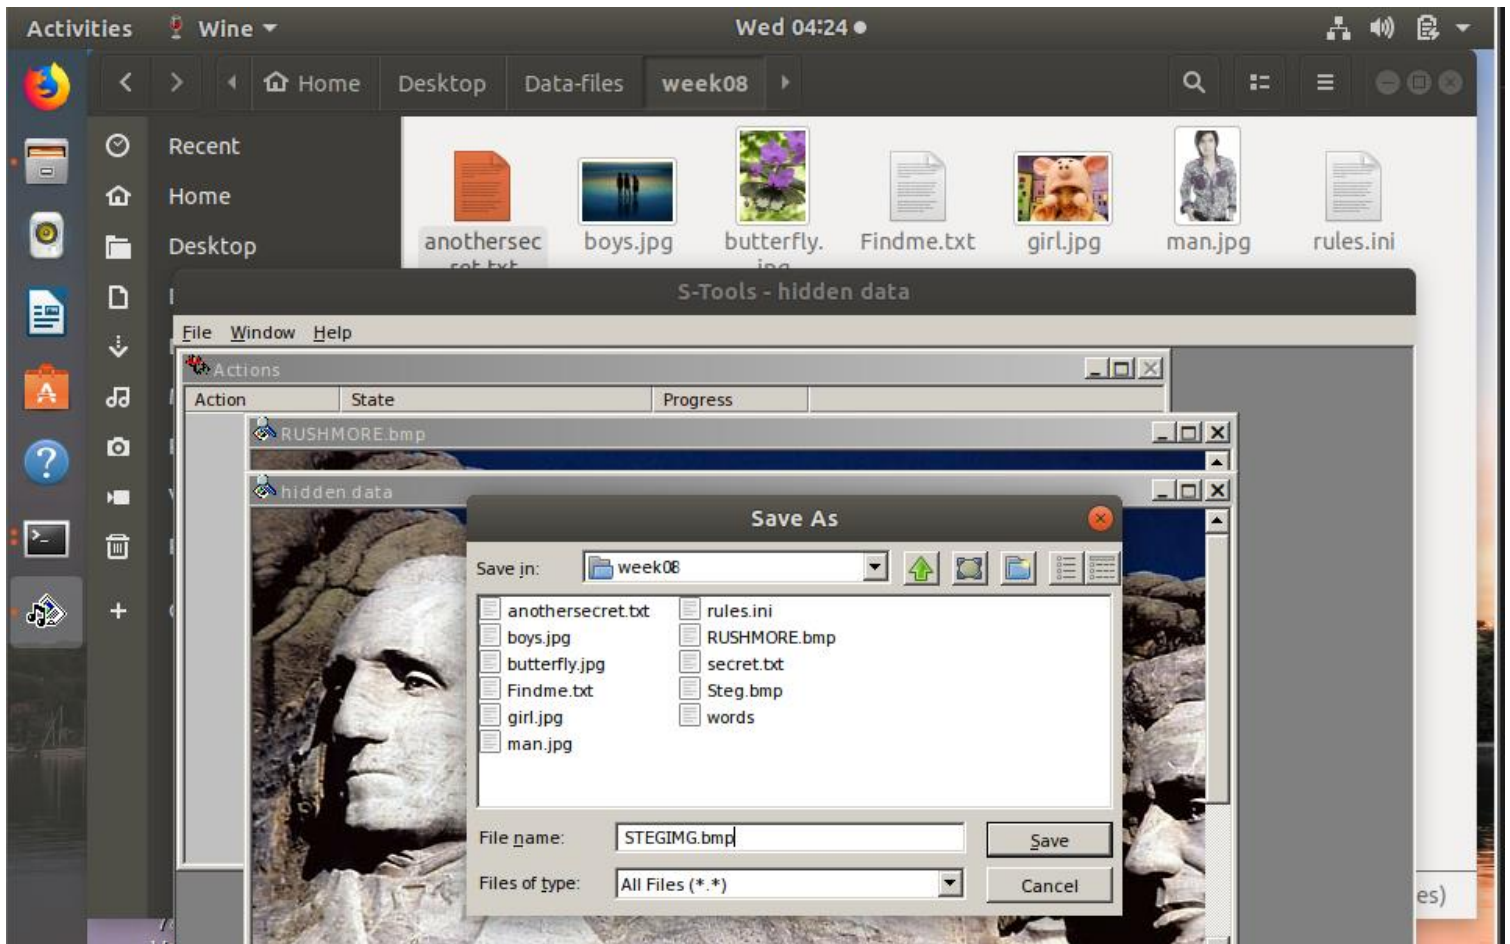 Activities Wine Wed 04:24
Home Desktop Data-files week08
Recent
Home
Desktop
anothersec
ret.txt
boys.jpg
butterfly.
jpg
Findme.txt
girl.jpg
man.jpg
rules.ini
S-Tools - hidden data
File Window Help
Actions
Action State Progress
RUSHMORE.bmp
hidden data
Save As
Save in: week08
anothersecret.txt rules.ini
boys.jpg RUSHMORE.bmp
butterfly.jpg secret.txt
Findme.txt Steg.bmp
girl.jpg words
man.jpg
File name: STEGIMG.bmp Save
Files of type: All Files (*.*) Cancel
es)